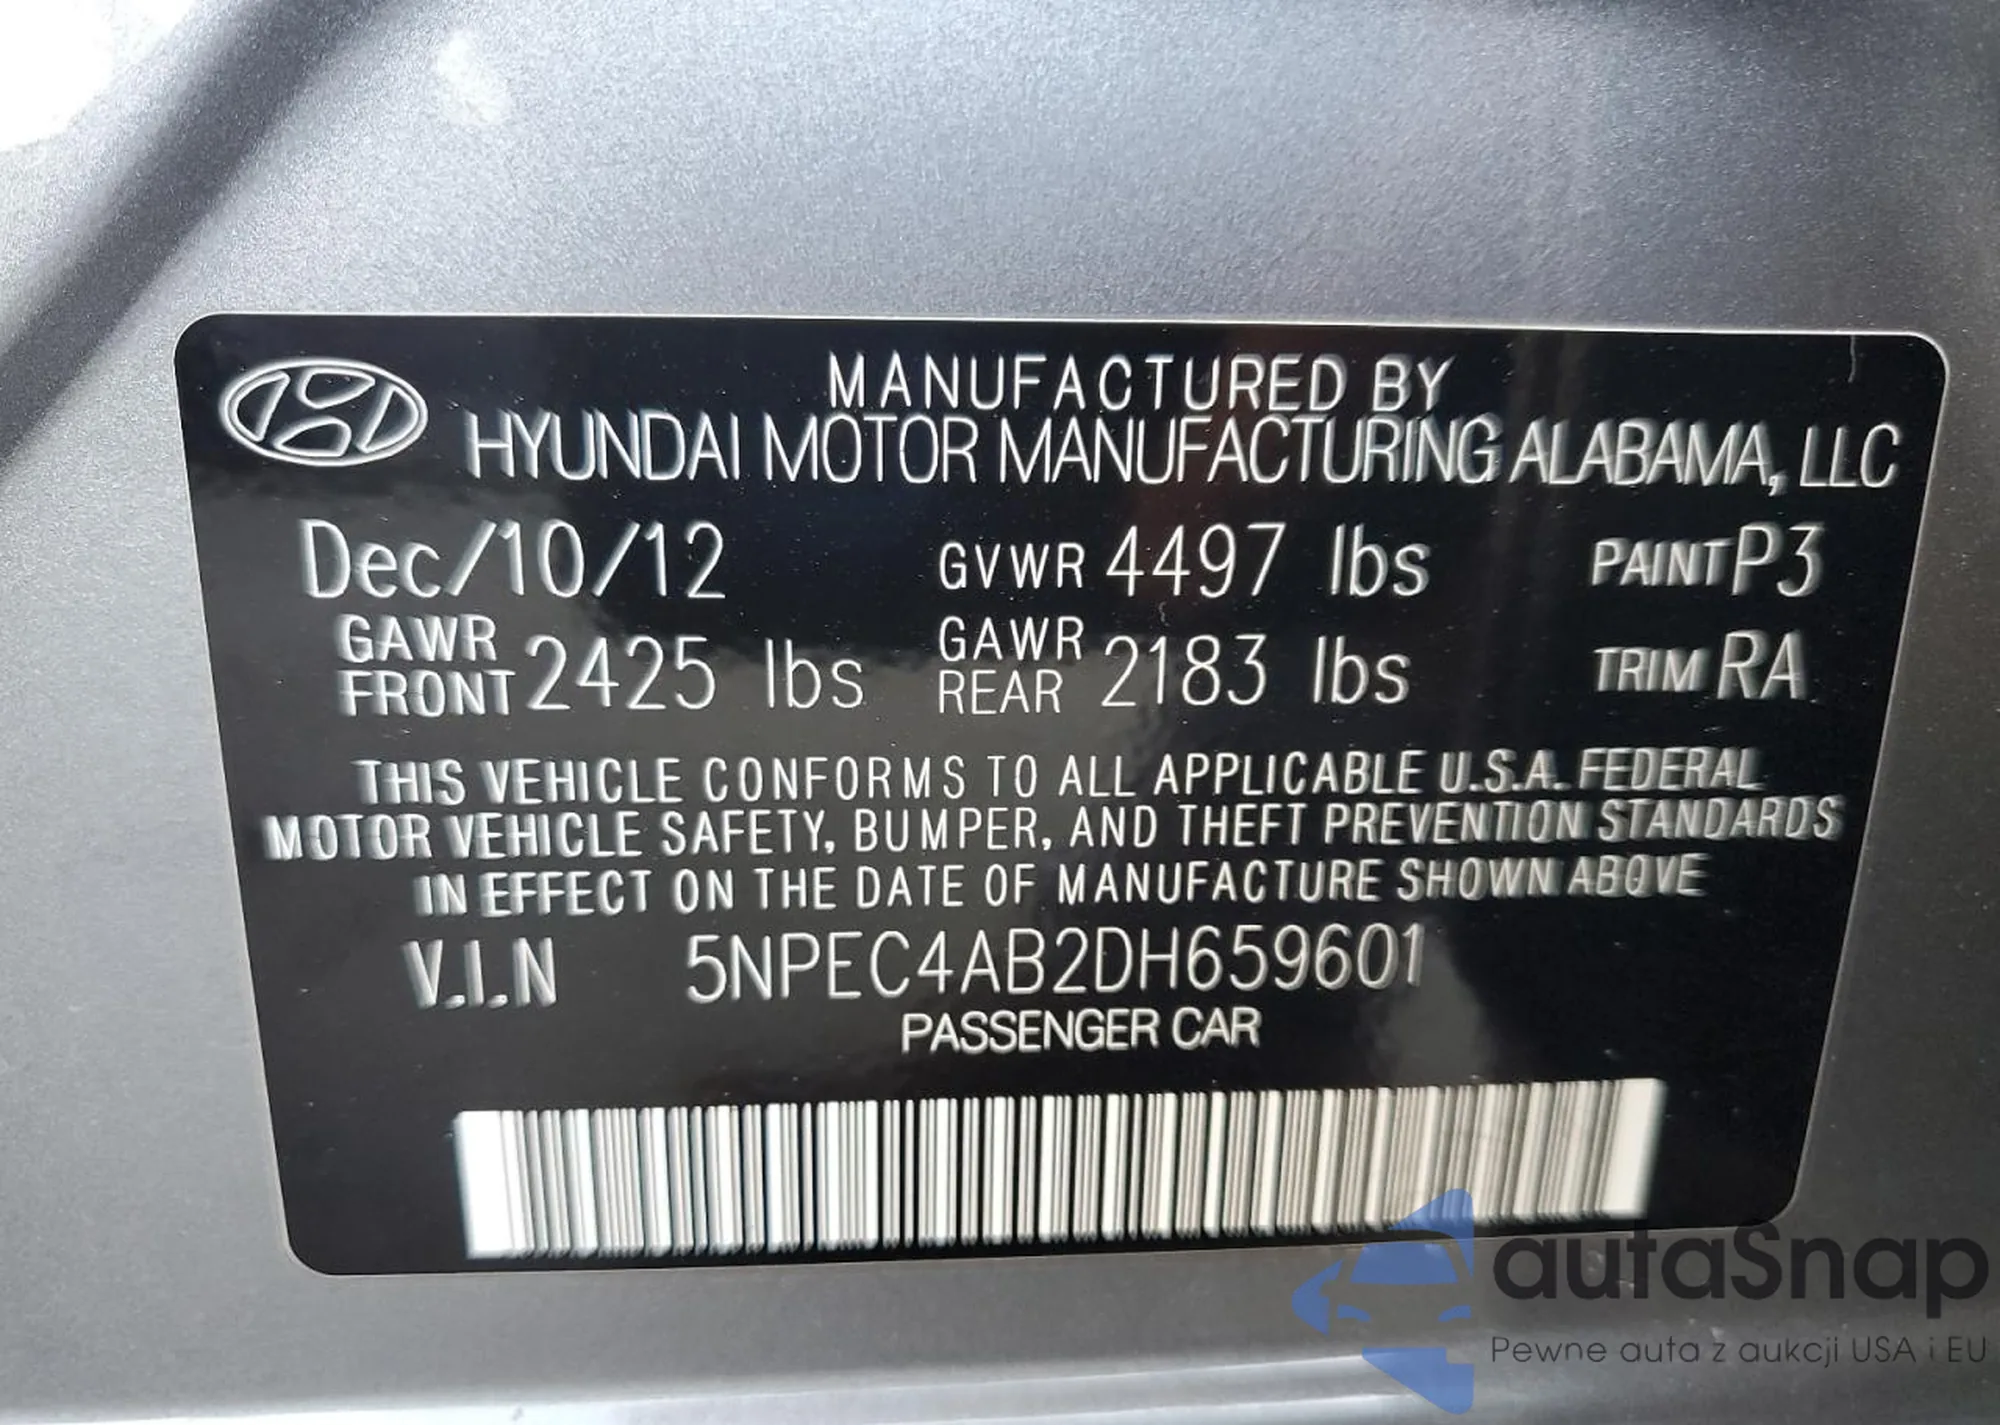 MANUFACTURED BY
HYUNDAI MOTOR MANUFACTURING ALABAMA, LLC
Dec/10/12 GVWR 4497 lbs PAINT P3
GAWR FRONT 2425 lbs GAWR REAR 2183 lbs TRIM RA
THIS VEHICLE CONFORMS TO ALL APPLICABLE U.S.A. FEDERAL
MOTOR VEHICLE SAFETY, BUMPER, AND THEFT PREVENTION STANDARDS
IN EFFECT ON THE DATE OF MANUFACTURE SHOWN ABOVE
V.I.N 5NPEC4AB2DH659601
PASSENGER CAR
autaSnap
Pewne auta z aukcji USA i EU